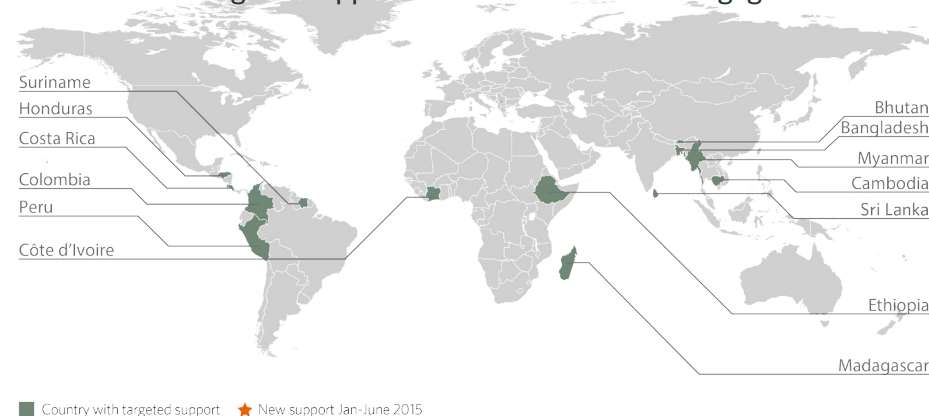 Suriname
Honduras
Costa Rica
Colombia
Peru
Côte d’Ivoire
Bhutan
Bangladesh
Myanmar
Cambodia
Sri Lanka
Ethiopia
Madagascar
Country with targeted support
New support Jan-June 2015